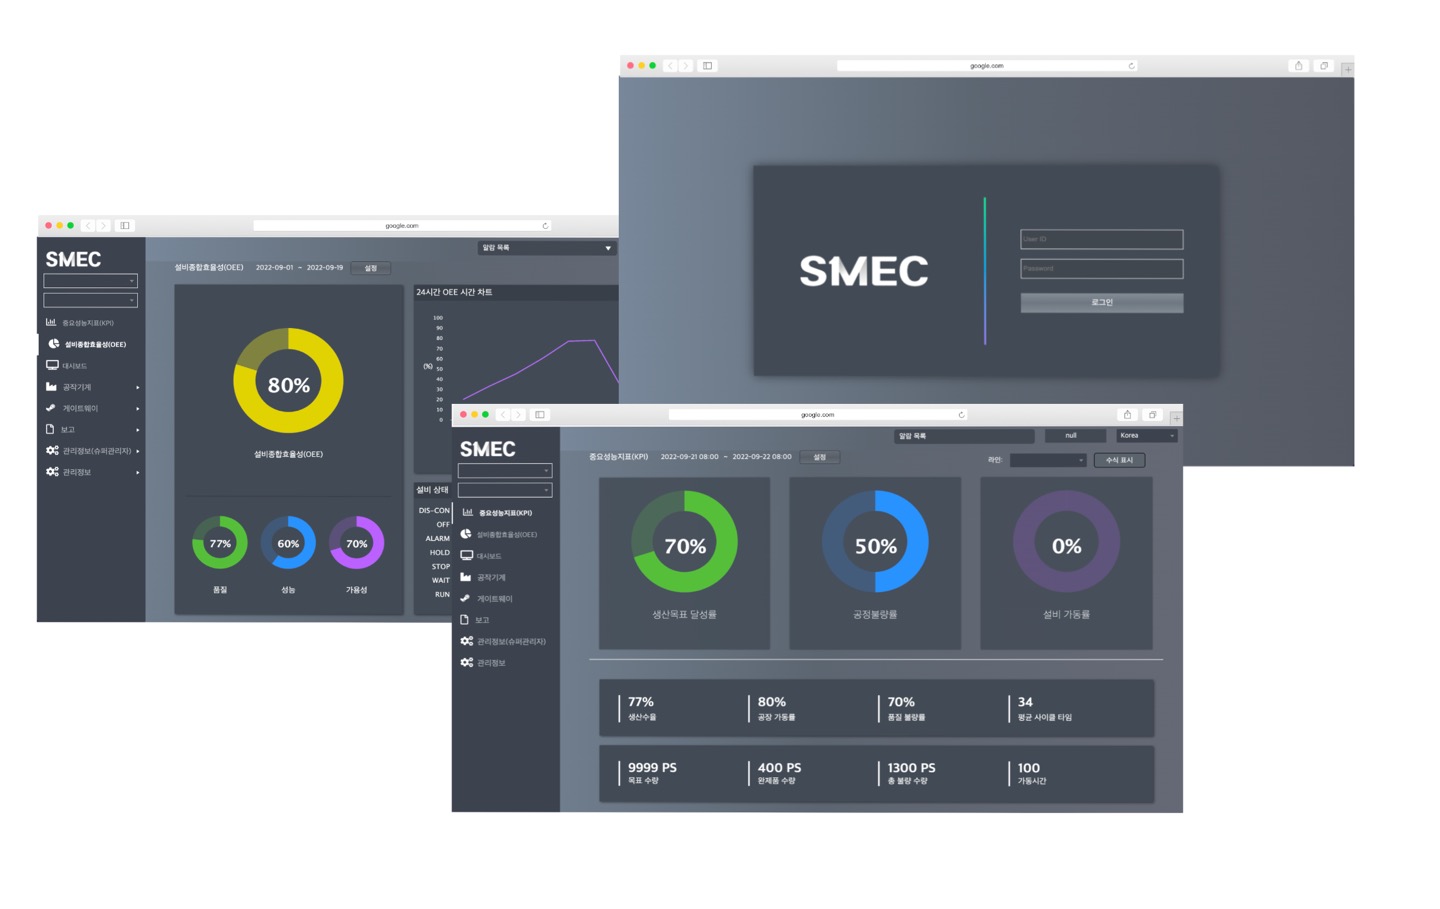 google.com
SMEC
User ID
Password
로그인
google.com
SMEC
알람 목록
설비종합효율성(OEE) 2022-09-01 ~ 2022-09-19 설정
중요성능지표(KPI)
설비종합효율성(OEE)
대시보드
공작기계
게이트웨이
보고
관리정보(슈퍼관리자)
관리정보
80%
설비종합효율성(OEE)
77%
60%
70%
품질
성능
가용성
24시간 OEE 시간 차트
100
90
80
70
60
(%)
50
40
30
20
10
0
설비 상태
DIS-CON
OFF
ALARM
HOLD
STOP
WAIT
RUN
google.com
SMEC
알람 목록
null
Korea
중요성능지표(KPI) 2022-09-21 08:00 ~ 2022-09-22 08:00 설정
라인:
수식 표시
중요성능지표(KPI)
설비종합효율성(OEE)
대시보드
공작기계
게이트웨이
보고
관리정보(슈퍼관리자)
관리정보
70%
50%
0%
생산목표 달성률
공정불량률
설비 가동률
77%
생산수율
80%
공장 가동률
70%
품질 불량률
34
평균 사이클 타임
9999 PS
목표 수량
400 PS
완제품 수량
1300 PS
총 불량 수량
100
가동시간